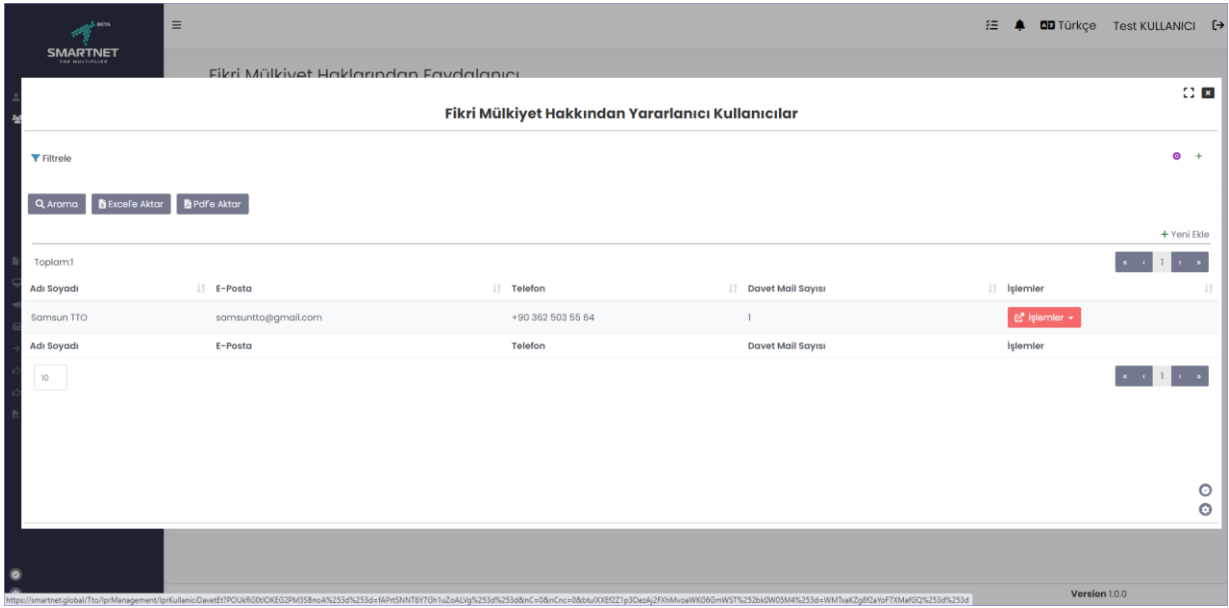 BETA
SMARTNET
THE MULTIPLIER
Türkçe Test KULLANICI
Fikri Mülkiyet Haklarından Faydalanıcı
Fikri Mülkiyet Hakkından Yararlanıcı Kullanıcılar
Filtrele
Arama Excel'e Aktar Pdf'e Aktar
+ Yeni Ekle
Toplam:1 « ‹ 1 › »
Adı Soyadı E-Posta Telefon Davet Mail Sayısı İşlemler
Samsun TTO samsuntto@gmail.com +90 362 503 55 64 1 İşlemler
Adı Soyadı E-Posta Telefon Davet Mail Sayısı İşlemler
10 « ‹ 1 › »
Version 1.0.0